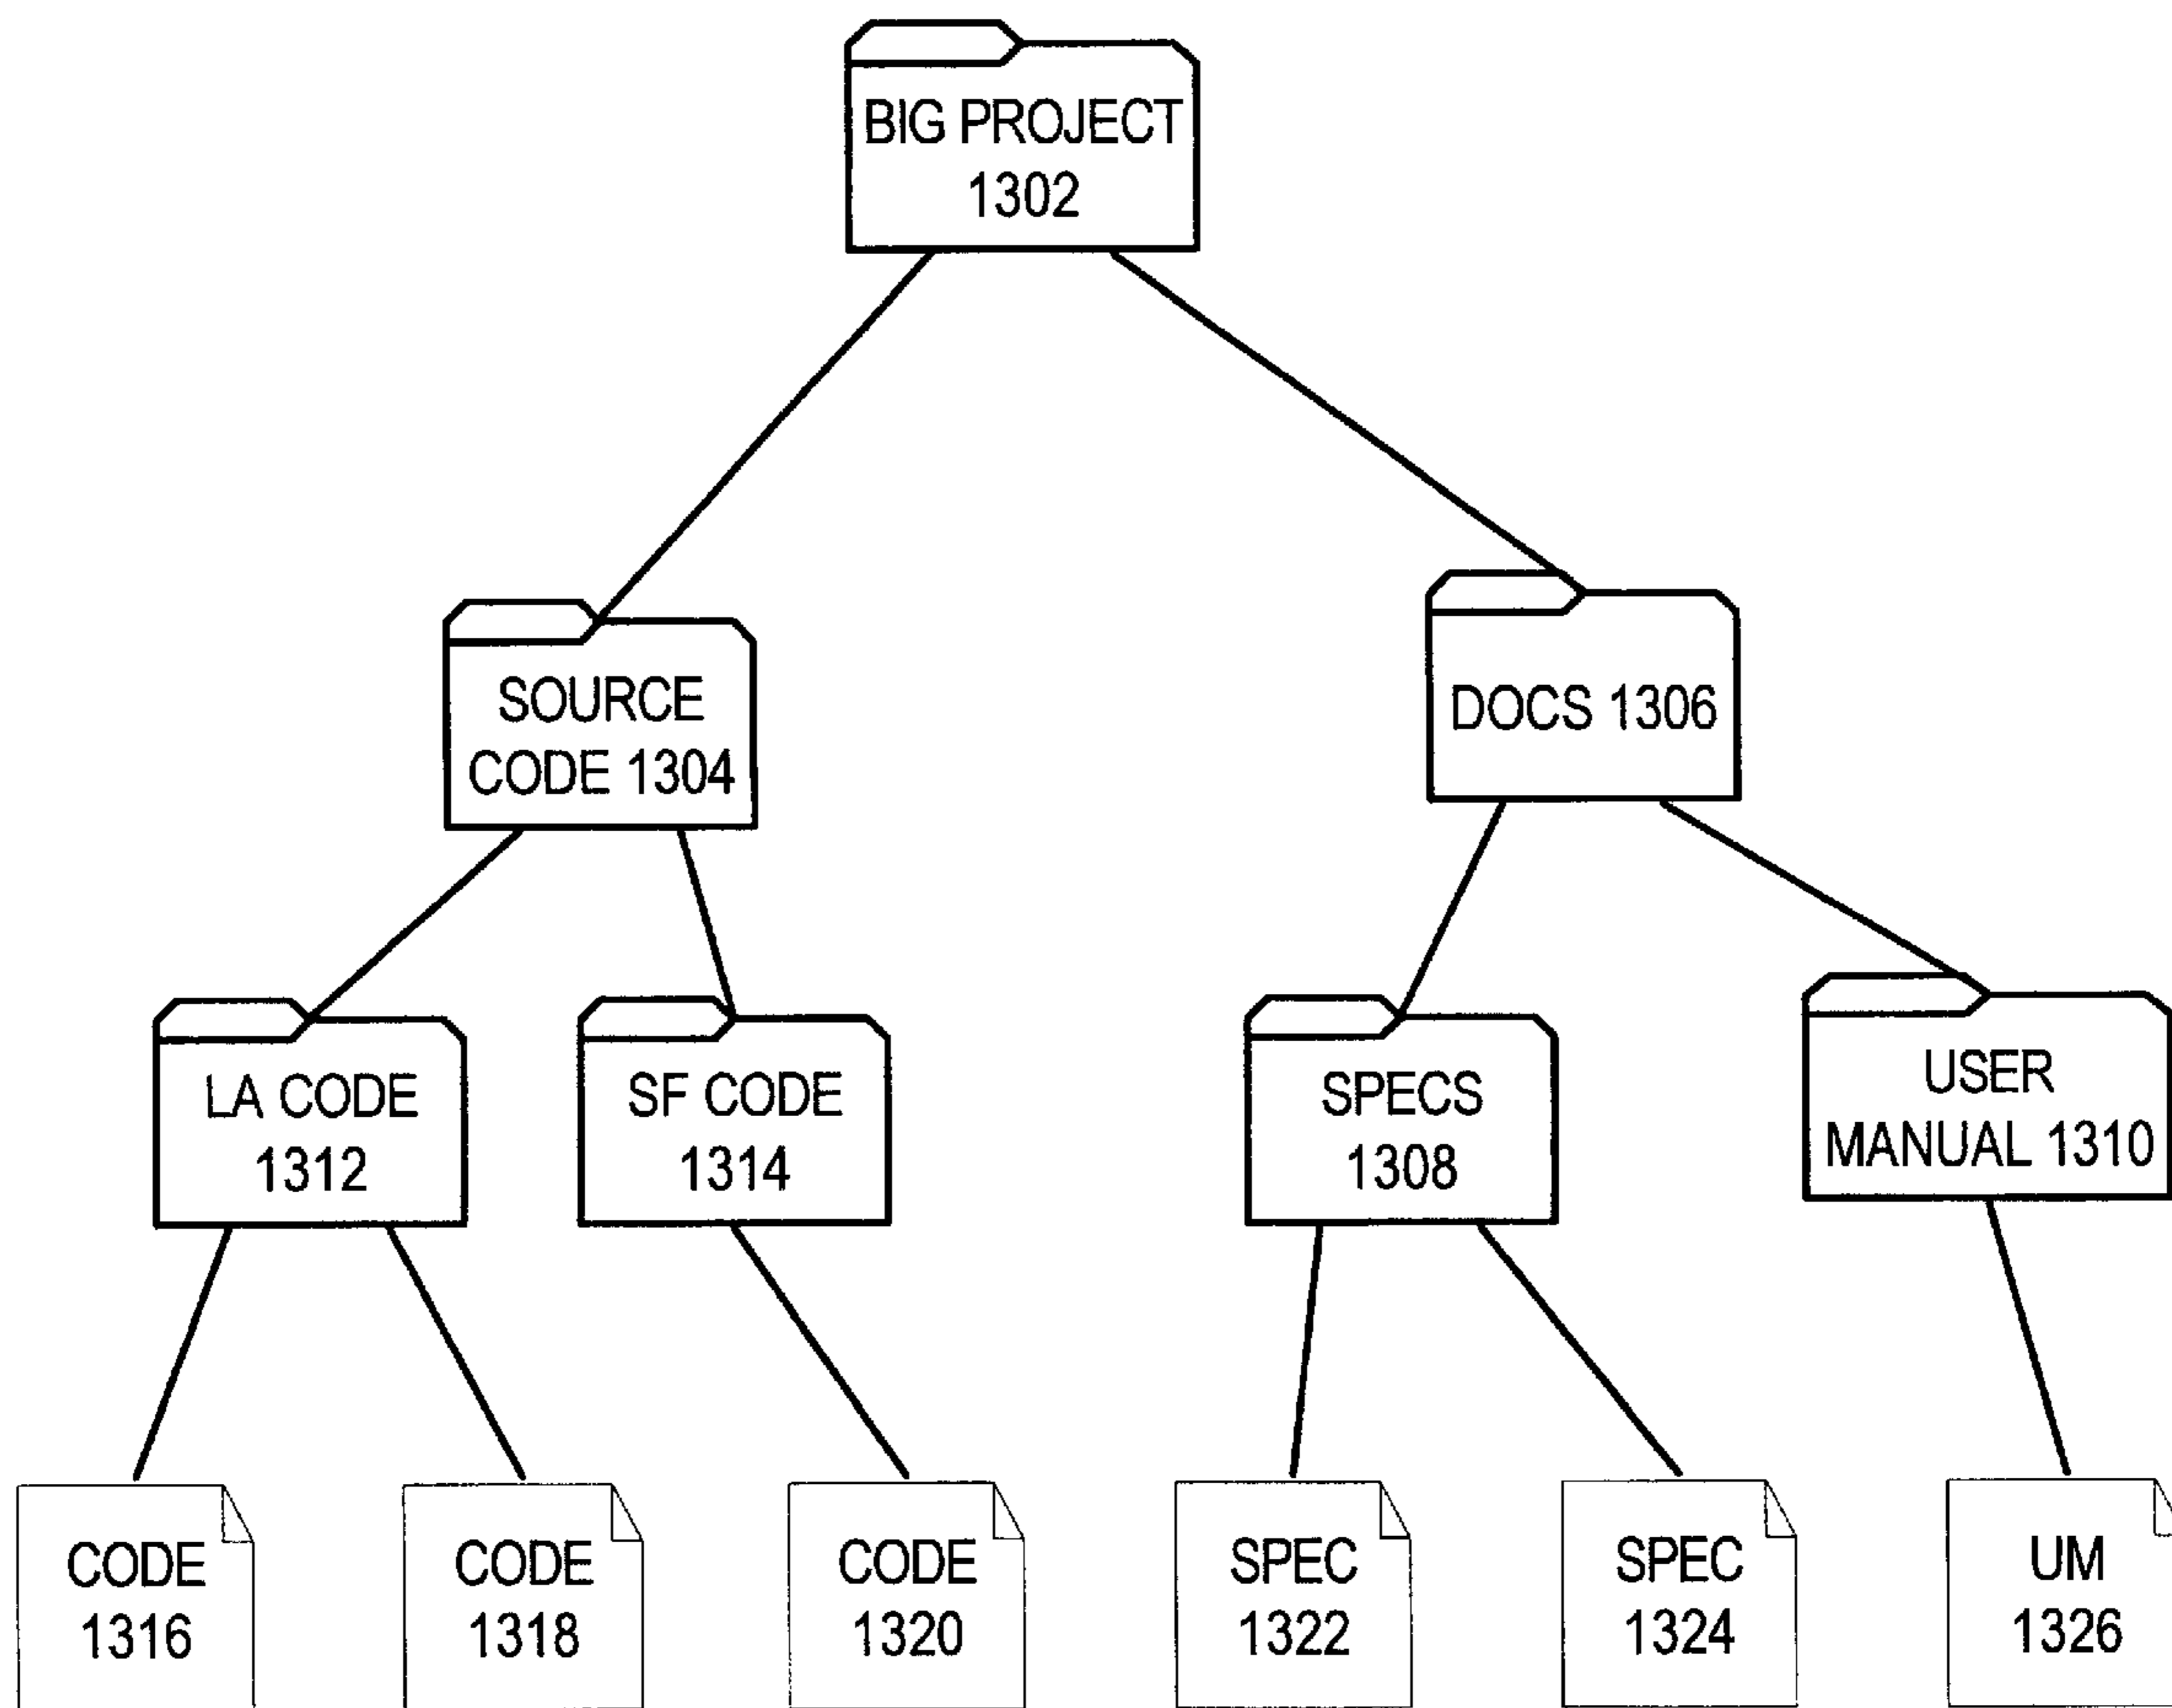 BIG PROJECT
1302
SOURCE
CODE 1304
DOCS 1306
LA CODE
1312
SF CODE
1314
SPECS
1308
USER
MANUAL 1310
CODE
1316
CODE
1318
CODE
1320
SPEC
1322
SPEC
1324
UM
1326